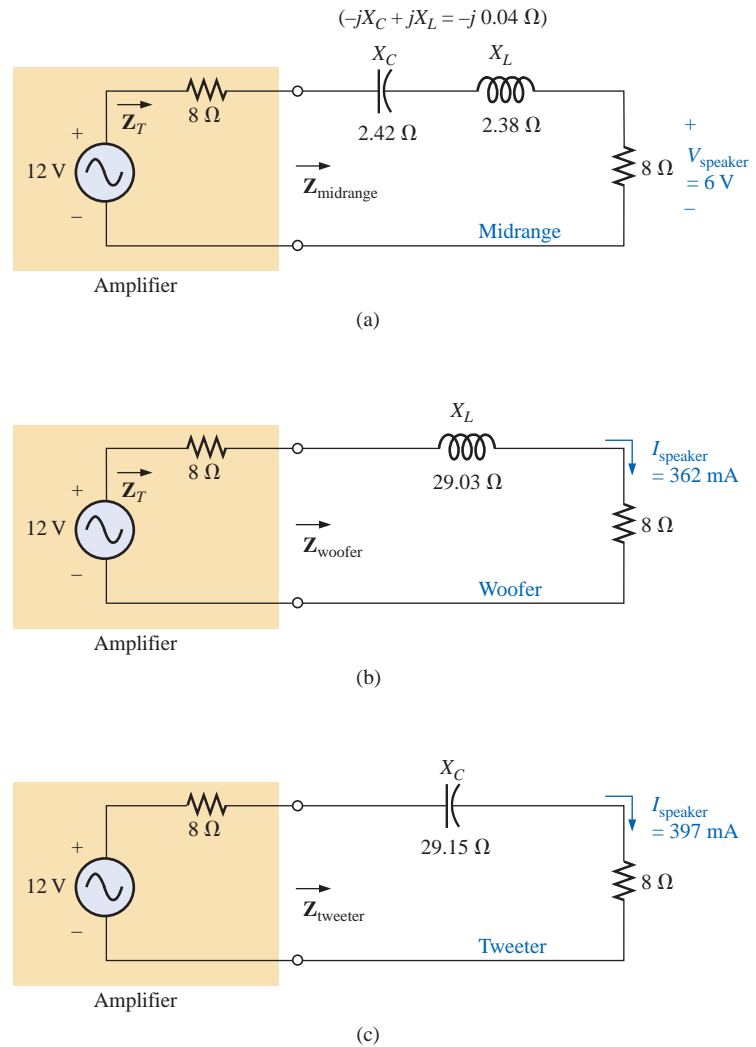 (–jX_C + jX_L = –j 0.04 Ω)
X_C
X_L
+
Z_T
8 Ω
2.42 Ω
2.38 Ω
+
12 V
Z_midrange
8 Ω
V_speaker
= 6 V
–
–
Midrange
Amplifier
(a)
X_L
I_speaker
= 362 mA
8 Ω
29.03 Ω
+
Z_T
12 V
Z_woofer
8 Ω
–
Woofer
Amplifier
(b)
X_C
I_speaker
= 397 mA
8 Ω
29.15 Ω
+
12 V
Z_tweeter
8 Ω
–
Tweeter
Amplifier
(c)